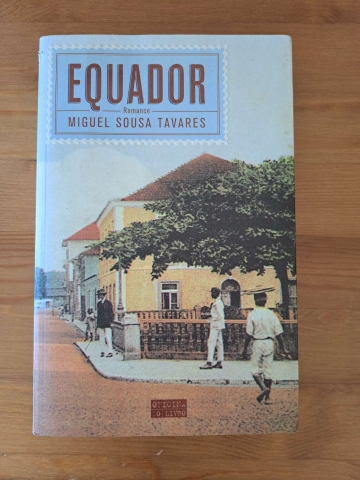 EQUADOR
Romance
MIGUEL SOUSA TAVARES
OFICINA
DO LIVRO